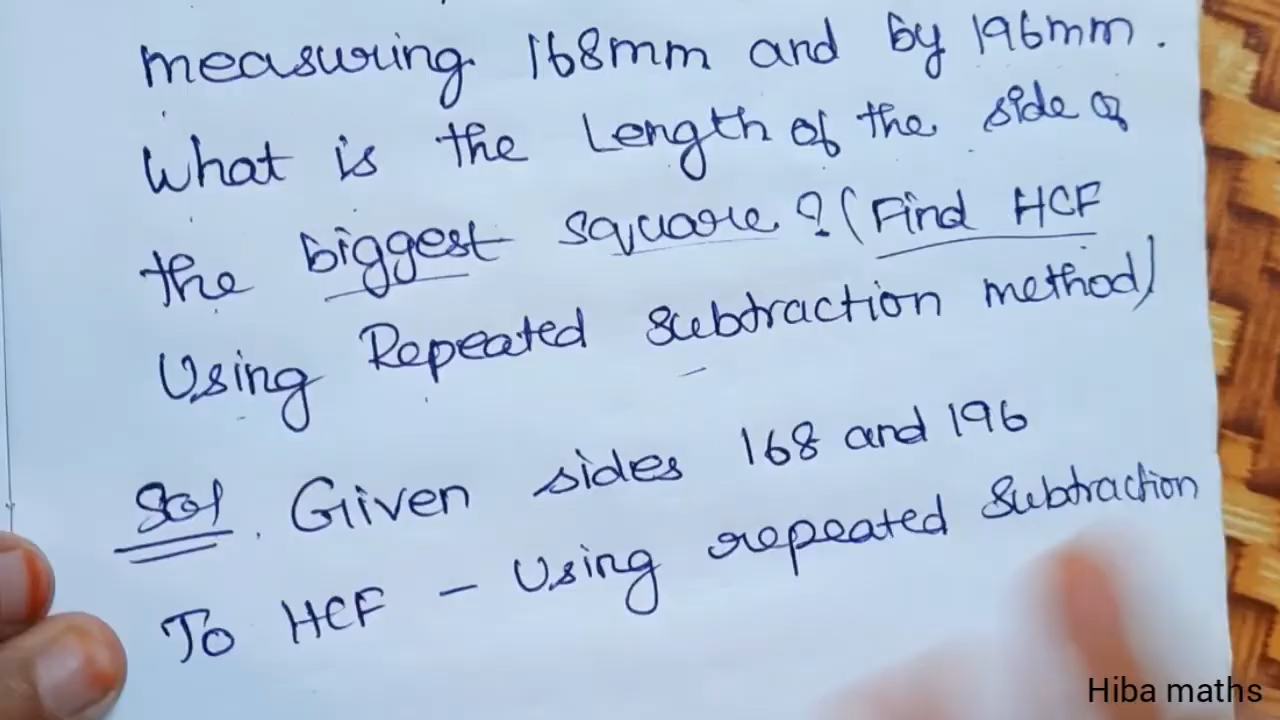 measuring 168mm and by 196mm.
What is the Length of the side of
the biggest square? (Find HCF
Using Repeated Subtraction method)
Sol. Given sides 168 and 196
To HCF - Using repeated Subtraction
Hiba maths